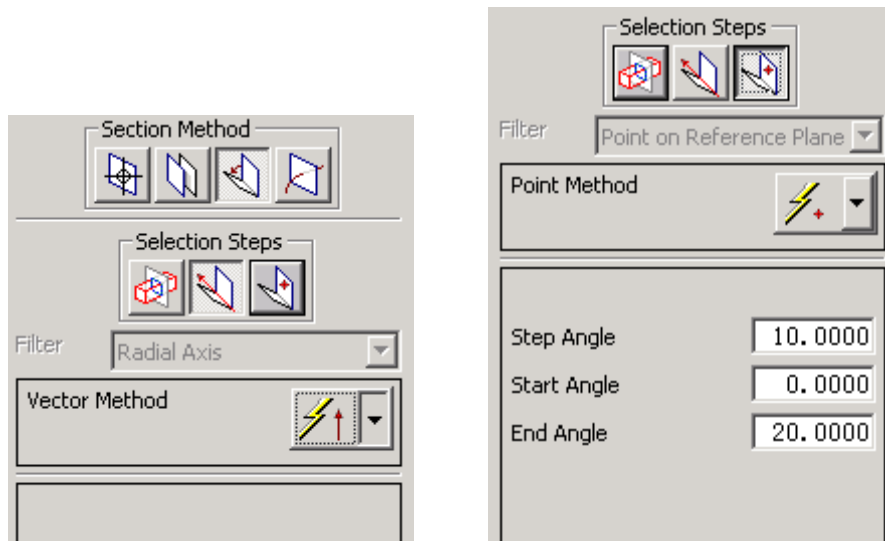 Section Method
Selection Steps
Filter
Radial Axis
Vector Method
Selection Steps
Filter
Point on Reference Plane
Point Method
Step Angle
10.0000
Start Angle
0.0000
End Angle
20.0000